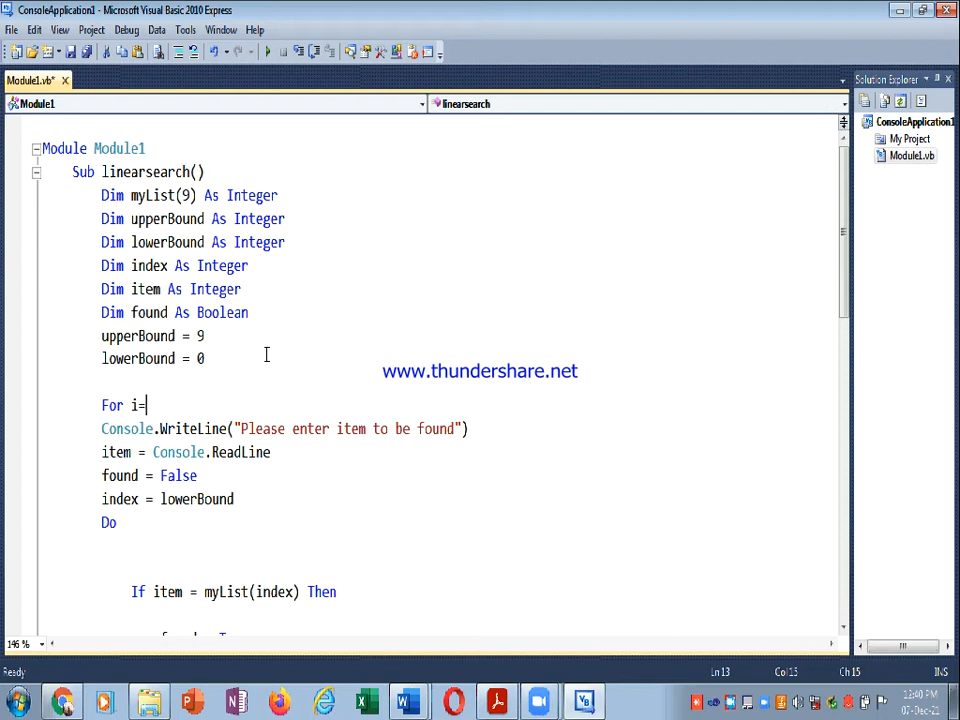 ConsoleApplication1 - Microsoft Visual Basic 2010 Express
File Edit View Project Debug Data Tools Window Help
Module1.vb* Solution Explorer
Module1 linearsearch
ConsoleApplication1
My Project
Module1.vb
Module Module1
Sub linearsearch()
Dim myList(9) As Integer
Dim upperBound As Integer
Dim lowerBound As Integer
Dim index As Integer
Dim item As Integer
Dim found As Boolean
upperBound = 9
lowerBound = 0
www.thundershare.net
For i=
Console.WriteLine("Please enter item to be found")
item = Console.ReadLine
found = False
index = lowerBound
Do
If item = myList(index) Then
146 %
Ready Ln 13 Col 15 Ch 15 INS
12:40 PM
07-Dec-21